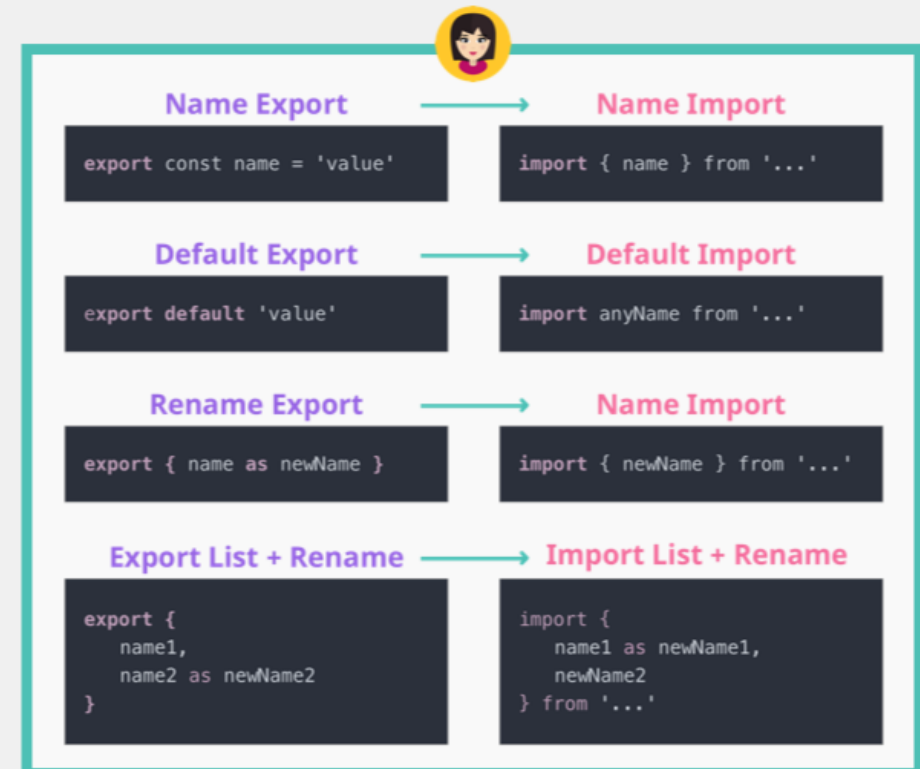 Name Export
Name Import
export const name = 'value'
import { name } from '...'
Default Export
Default Import
export default 'value'
import anyName from '...'
Rename Export
Name Import
export { name as newName }
import { newName } from '...'
Export List + Rename
Import List + Rename
export {
name1,
name2 as newName2
}
import {
name1 as newName1,
newName2
} from '...'